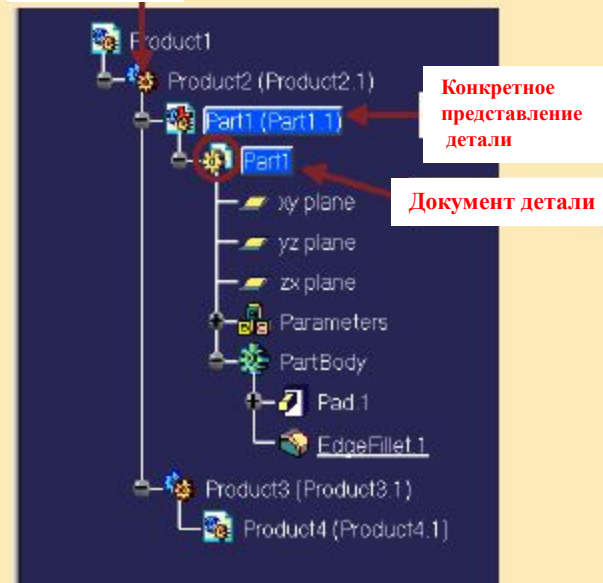 Product1
Product2 (Product2.1)
Part1 (Part1.1)
Конкретное
представление
детали
Part1
Документ детали
xy plane
yz plane
zx plane
Parameters
PartBody
Pad.1
EdgeFillet.1
Product3 (Product3.1)
Product4 (Product4.1)